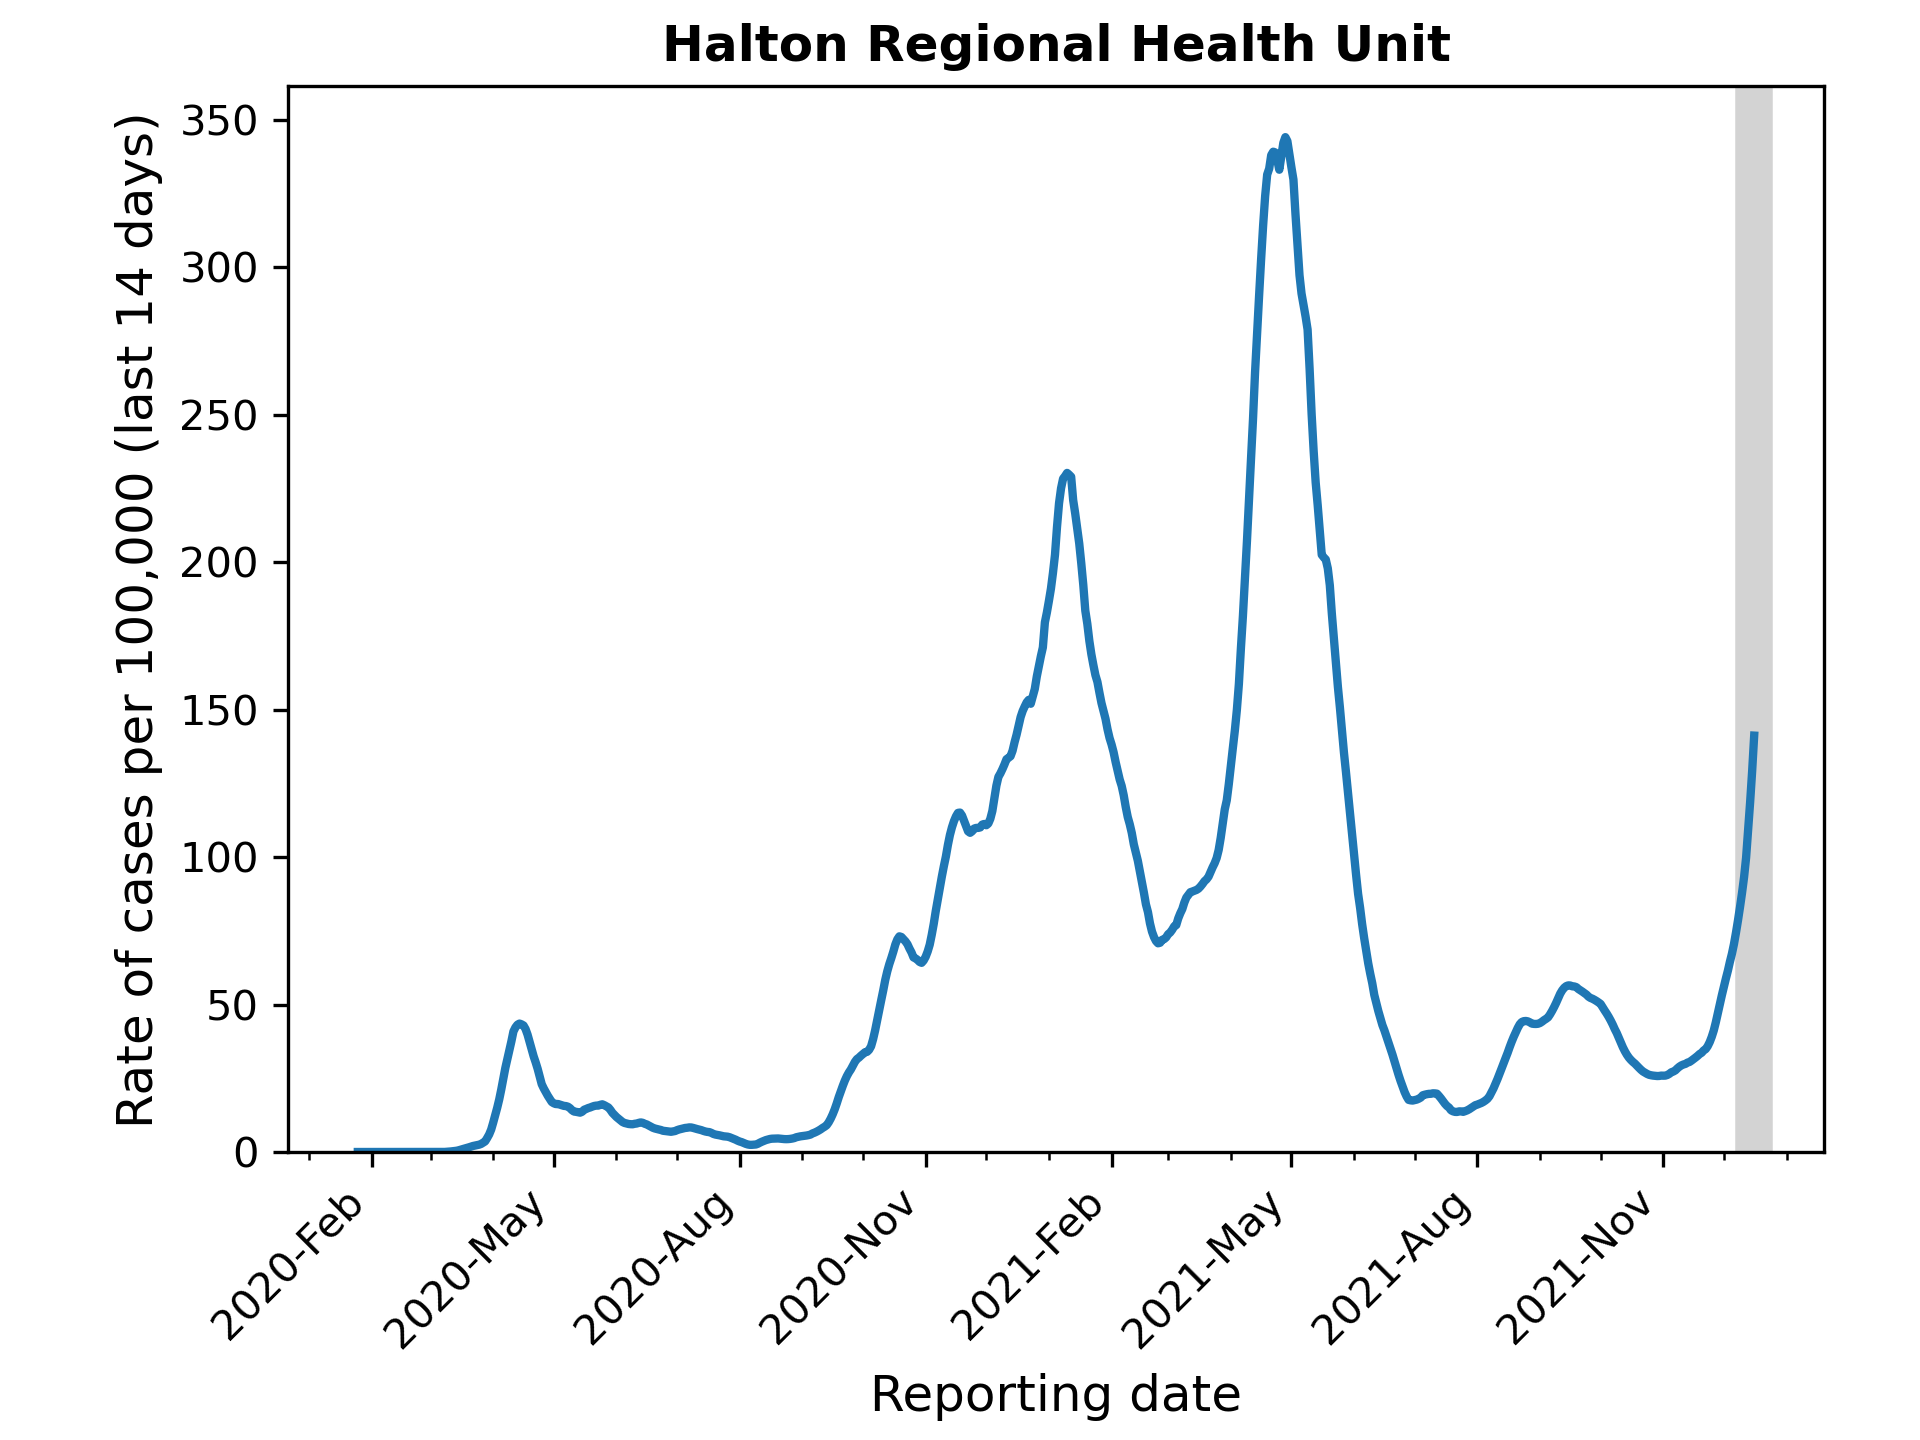 Halton Regional Health Unit
Rate of cases per 100,000 (last 14 days)
350
300
250
200
150
100
50
0
2020-Feb
2020-May
2020-Aug
2020-Nov
2021-Feb
2021-May
2021-Aug
2021-Nov
Reporting date